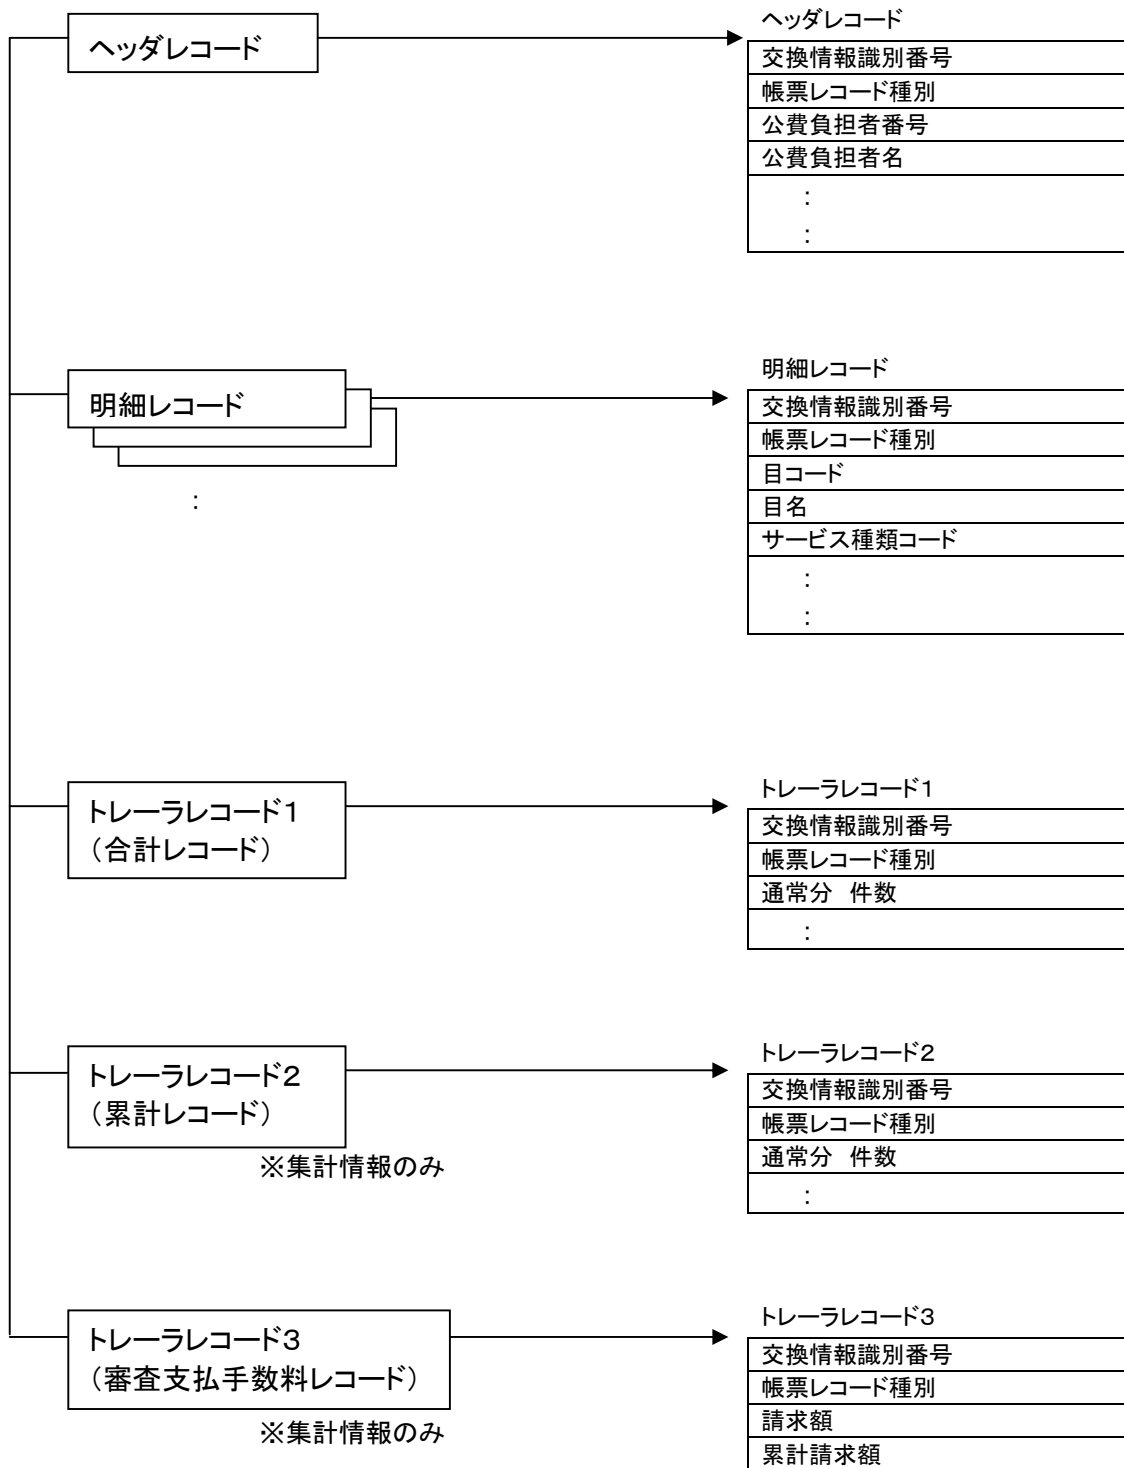 ヘッダレコード
ヘッダレコード
交換情報識別番号
帳票レコード種別
公費負担者番号
公費負担者名
:
:
明細レコード
:
明細レコード
交換情報識別番号
帳票レコード種別
目コード
目名
サービス種類コード
:
:
トレーラレコード1
（合計レコード）
トレーラレコード1
交換情報識別番号
帳票レコード種別
通常分　件数
:
トレーラレコード2
（累計レコード）
※集計情報のみ
トレーラレコード2
交換情報識別番号
帳票レコード種別
通常分　件数
:
トレーラレコード3
（審査支払手数料レコード）
※集計情報のみ
トレーラレコード3
交換情報識別番号
帳票レコード種別
請求額
累計請求額